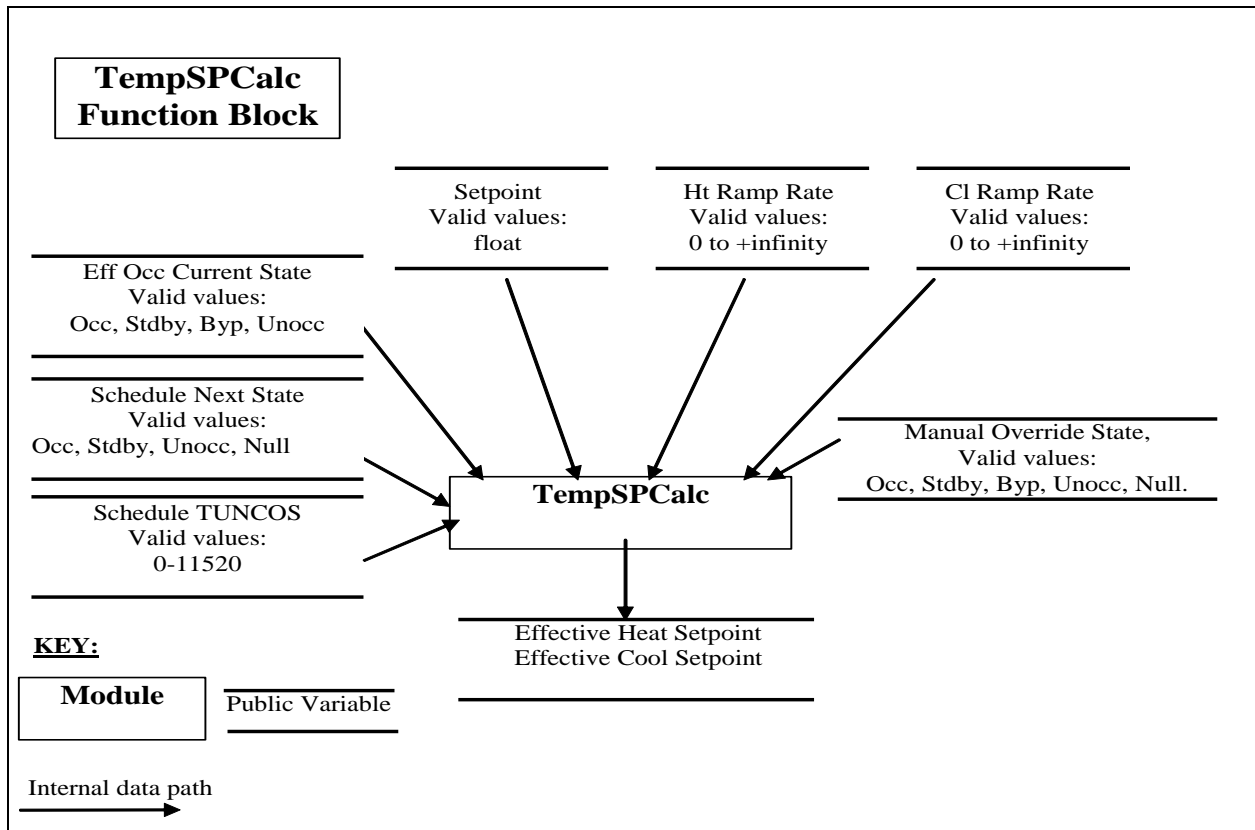 TempSPCalc
Function Block
Setpoint
Valid values:
float
Ht Ramp Rate
Valid values:
0 to +infinity
Cl Ramp Rate
Valid values:
0 to +infinity
Eff Occ Current State
Valid values:
Occ, Stdby, Byp, Unocc
Schedule Next State
Valid values:
Occ, Stdby, Unocc, Null
Schedule TUNCOS
Valid values:
0-11520
Manual Override State,
Valid values:
Occ, Stdby, Byp, Unocc, Null.
TempSPCalc
Effective Heat Setpoint
Effective Cool Setpoint
KEY:
Module
Public Variable
Internal data path